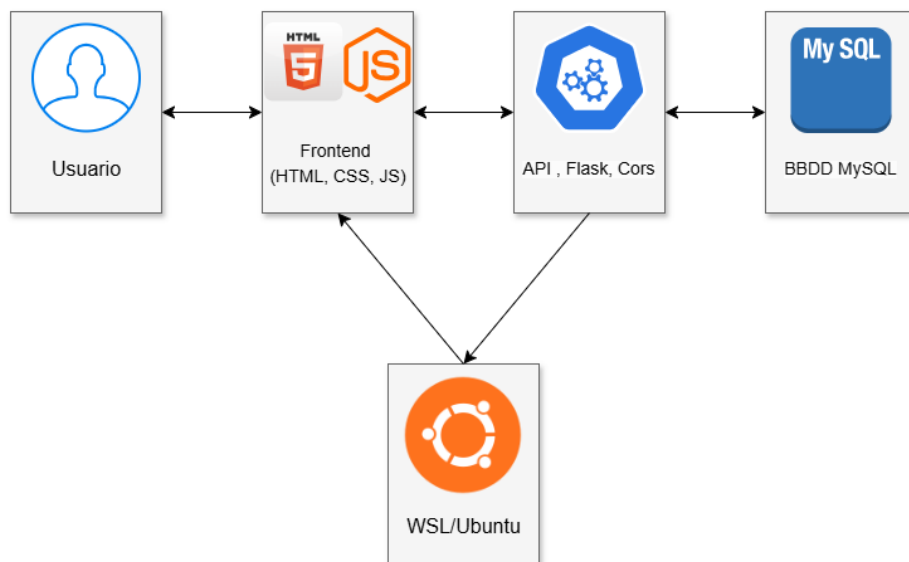 HTML
5
JS
My SQL
Usuario
Frontend
(HTML, CSS, JS)
API , Flask, Cors
BBDD MySQL
WSL/Ubuntu